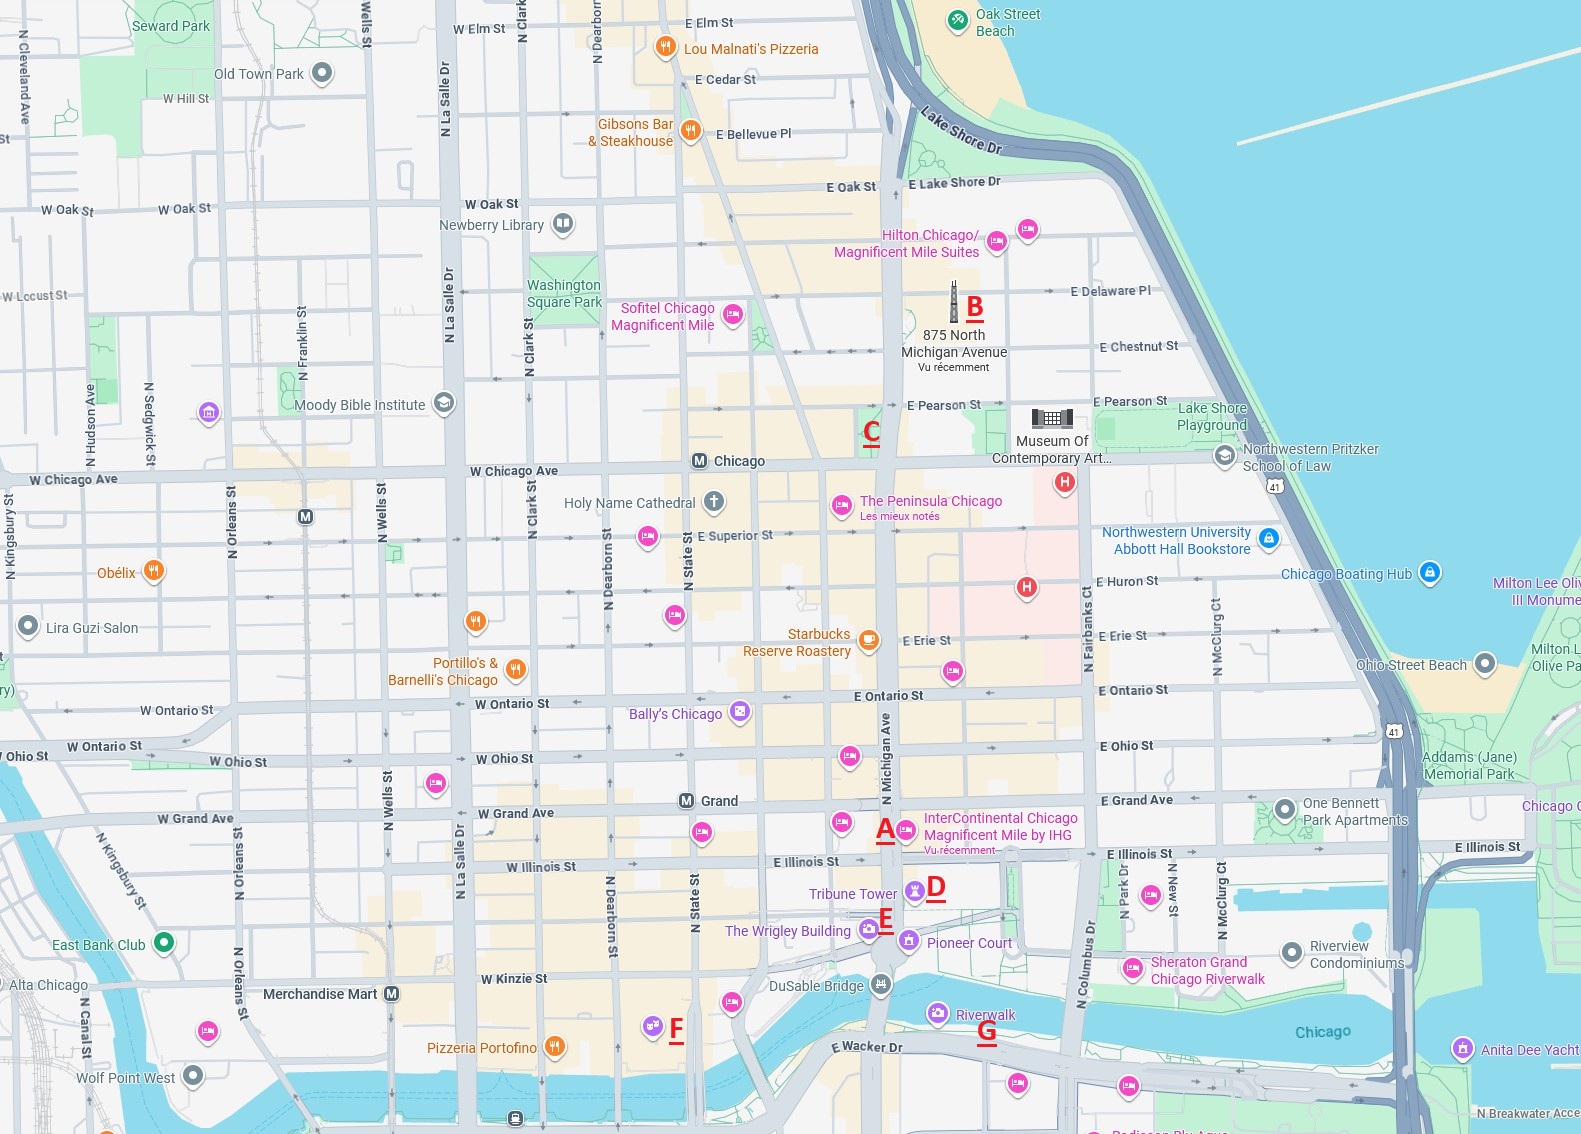 Seward Park
W Elm St
E Elm St
Oak Street
Beach
N Cleveland Ave
Wells St
N Clark
N Dearborn
Lou Malnati's Pizzeria
Old Town Park
E Cedar St
W Hill St
N La Salle Dr
Gibsons Bar
& Steakhouse
E Bellevue Pl
Lake Shore Dr
E Oak St
E Lake Shore Dr
W Oak St
W Oak St
W Oak St
Newberry Library
Hilton Chicago/
Magnificent Mile Suites
Washington
Square Park
N La Salle Dr
W Locust St
E Delaware Pl
B
Sofitel Chicago
Magnificent Mile
875 North
Michigan Avenue
Vu récemment
N Franklin St
N Clark St
E Chestnut St
N Hudson Ave
N Sedgwick St
Moody Bible Institute
E Pearson St
E Pearson St
Lake Shore
Playground
C
Museum Of
Contemporary Art...
Northwestern Pritzker
School of Law
M
Chicago
W Chicago Ave
W Chicago Ave
41
H
Holy Name Cathedral
The Peninsula Chicago
Les mieux notés
N Kingsbury St
N Orleans St
N Wells St
N Clark St
M
E Superior St
N State St
N Dearborn St
Northwestern University
Abbott Hall Bookstore
Obélix
E Huron St
H
Chicago Boating Hub
Milton Lee Oliv
III Monume
Lira Guzi Salon
Starbucks
Reserve Roastery
E Erie St
E Erie St
N Fairbanks Ct
N McClurg Ct
Milton L
Olive Pa
Portillo's &
Barnelli's Chicago
Ohio Street Beach
ry)
W Ontario St
W Ontario St
E Ontario St
E Ontario St
Bally's Chicago
W Ontario St
41
Ohio St
W Ohio St
W Ohio St
E Ohio St
N Michigan Ave
Addams (Jane)
Memorial Park
N Wells St
M
Grand
E Grand Ave
W Grand Ave
W Grand Ave
One Bennett
Park Apartments
Chicago C
A
InterContinental Chicago
Magnificent Mile by IHG
Vu récemment
N Kingsbury St
N Orleans St
N La Salle Dr
W Illinois St
E Illinois St
E Illinois St
E Illinois St
Tribune Tower
D
N State St
N Dearborn St
N Park Dr
N New St
N McClurg Ct
East Bank Club
The Wrigley Building
E
Pioneer Court
Riverview
Condominiums
N Orleans St
W Kinzie St
Sheraton Grand
Chicago Riverwalk
N Columbus Dr
Alta Chicago
Merchandise Mart
M
DuSable Bridge
N Canal St
F
Riverwalk
G
Chicago
Pizzeria Portofino
E Wacker Dr
Anita Dee Yacht
Wolf Point West
N Breakwater Acce